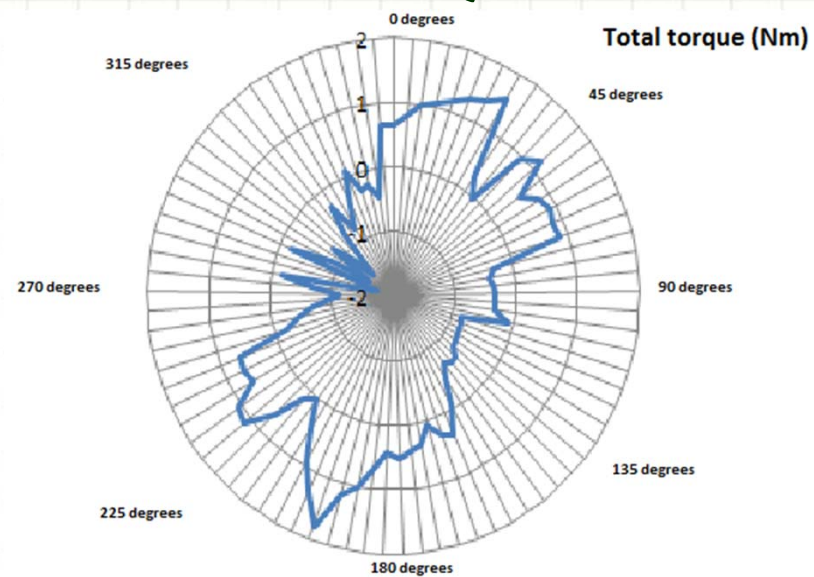 0 degrees
Total torque (Nm)
2
315 degrees
45 degrees
1
0
-1
270 degrees
-2
90 degrees
135 degrees
225 degrees
180 degrees